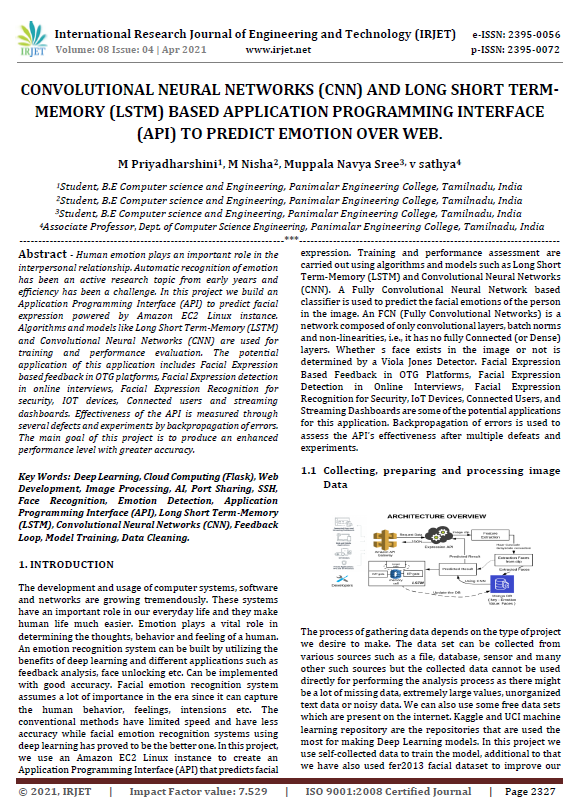 International Research Journal of Engineering and Technology (IRJET)
e-ISSN: 2395-0056
IRJET
Volume: 08 Issue: 04 | Apr 2021
www.irjet.net
p-ISSN: 2395-0072
CONVOLUTIONAL NEURAL NETWORKS (CNN) AND LONG SHORT TERM-
MEMORY (LSTM) BASED APPLICATION PROGRAMMING INTERFACE
(API) TO PREDICT EMOTION OVER WEB.
M Priyadharshini1, M Nisha2, Muppala Navya Sree3, v sathya4
1Student, B.E Computer science and Engineering, Panimalar Engineering College, Tamilnadu, India
2Student, B.E Computer science and Engineering, Panimalar Engineering College, Tamilnadu, India
3Student, B.E Computer science and Engineering, Panimalar Engineering College, Tamilnadu, India
4Associate Professor, Dept. of Computer Science Engineering, Panimalar Engineering College, Tamilnadu, India
---------------------------------------------------------------------***---------------------------------------------------------------------
Abstract - Human emotion plays an important role in the
interpersonal relationship. Automatic recognition of emotion
has been an active research topic from early years and
efficiency has been a challenge. In this project we build an
Application Programming Interface (API) to predict facial
expression powered by Amazon EC2 Linux instance.
Algorithms and models like Long Short Term-Memory (LSTM)
and Convolutional Neural Networks (CNN) are used for
training and performance evaluation. The potential
application of this application includes Facial Expression
based feedback in OTG platforms, Facial Expression detection
in online interviews, Facial Expression Recognition for
security, IOT devices, Connected users and streaming
dashboards. Effectiveness of the API is measured through
several defects and experiments by backpropagation of errors.
The main goal of this project is to produce an enhanced
performance level with greater accuracy.
Key Words: Deep Learning, Cloud Computing (Flask), Web
Development, Image Processing, AI, Port Sharing, SSH,
Face Recognition, Emotion Detection, Application
Programming Interface (API), Long Short Term-Memory
(LSTM), Convolutional Neural Networks (CNN), Feedback
Loop, Model Training, Data Cleaning.
1. INTRODUCTION
The development and usage of computer systems, software
and networks are growing tremendously. These systems
have an important role in our everyday life and they make
human life much easier. Emotion plays a vital role in
determining the thoughts, behavior and feeling of a human.
An emotion recognition system can be built by utilizing the
benefits of deep learning and different applications such as
feedback analysis, face unlocking etc. Can be implemented
with good accuracy. Facial emotion recognition system
assumes a lot of importance in the era since it can capture
the human behavior, feelings, intensions etc. The
conventional methods have limited speed and have less
accuracy while facial emotion recognition systems using
deep learning has proved to be the better one. In this project,
we use an Amazon EC2 Linux instance to create an
Application Programming Interface (API) that predicts facial
expression. Training and performance assessment are
carried out using algorithms and models such as Long Short
Term-Memory (LSTM) and Convolutional Neural Networks
(CNN). A Fully Convolutional Neural Network based
classifier is used to predict the facial emotions of the person
in the image. An FCN (Fully Convolutional Networks) is a
network composed of only convolutional layers, batch norms
and non-linearities, i.e., it has no fully Connected (or Dense)
layers. Whether s face exists in the image or not is
determined by a Viola Jones Detector. Facial Expression
Based Feedback in OTG Platforms, Facial Expression
Detection in Online Interviews, Facial Expression
Recognition for Security, IoT Devices, Connected Users, and
Streaming Dashboards are some of the potential applications
for this application. Backpropagation of errors is used to
assess the API's effectiveness after multiple defeats and
experiments.
1.1 Collecting, preparing and processing image
Data
ARCHITECTURE OVERVIEW
Feature
Extraction
Expression API
Amazon API
Gateway
Predicted Result
Extracted Faces
Predicted Result
Extracted Faces
LSTM
Using CNN
Developers
Update the DB
The process of gathering data depends on the type of project
we desire to make. The data set can be collected from
various sources such as a file, database, sensor and many
other such sources but the collected data cannot be used
directly for performing the analysis process as there might
be a lot of missing data, extremely large values, unorganized
text data or noisy data. We can also use some free data sets
which are present on the internet. Kaggle and UCI machine
learning repository are the repositories that are used the
most for making Deep Learning models. In this project we
use self-collected data to train the model, additional to that
we have also used fer2013 facial dataset to improve our
© 2021, IRJET | Impact Factor value: 7.529 | ISO 9001:2008 Certified Journal | Page 2327